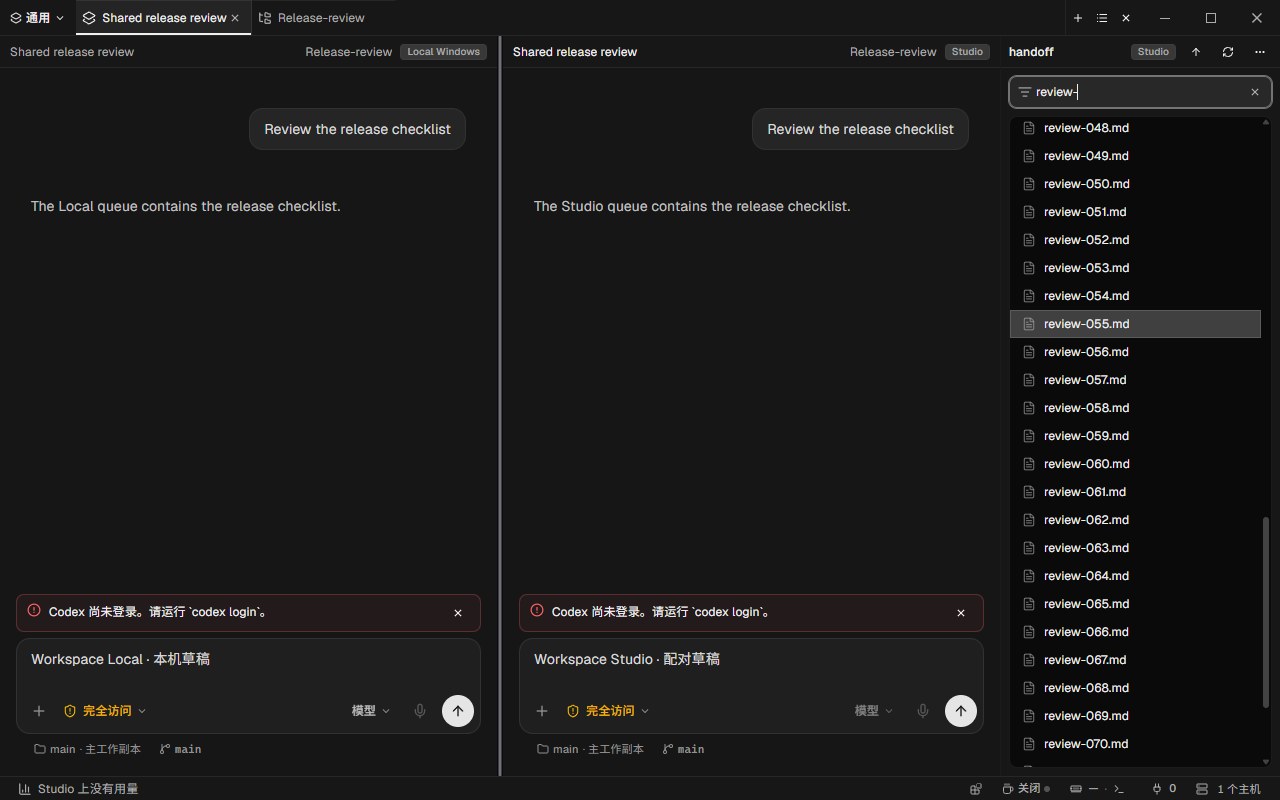 通用
Shared release review
Release-review
Shared release review
Release-review
Local Windows
Shared release review
Release-review
Studio
handoff
Studio
review-
Review the release checklist
The Local queue contains the release checklist.
Codex 尚未登录。请运行 `codex login`。
Workspace Local · 本机草稿
完全访问
模型
main · 主工作副本
main
Review the release checklist
The Studio queue contains the release checklist.
Codex 尚未登录。请运行 `codex login`。
Workspace Studio · 配对草稿
完全访问
模型
main · 主工作副本
main
review-048.md
review-049.md
review-050.md
review-051.md
review-052.md
review-053.md
review-054.md
review-055.md
review-056.md
review-057.md
review-058.md
review-059.md
review-060.md
review-061.md
review-062.md
review-063.md
review-064.md
review-065.md
review-066.md
review-067.md
review-068.md
review-069.md
review-070.md
Studio 上没有用量
关闭
— ·
0
1 个主机